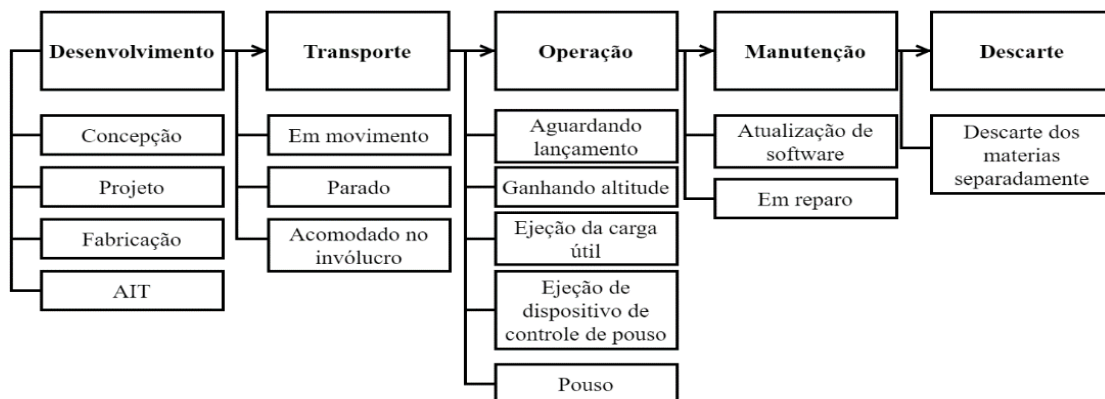 Desenvolvimento
Transporte
Operação
Manutenção
Descarte
Concepção
Projeto
Fabricação
AIT
Em movimento
Parado
Acomodado no
invólucro
Aguardando
lançamento
Ganhando altitude
Ejeção da carga
útil
Ejeção de
dispositivo de
controle de pouso
Pouso
Atualização de
software
Em reparo
Descarte dos
materias
separadamente